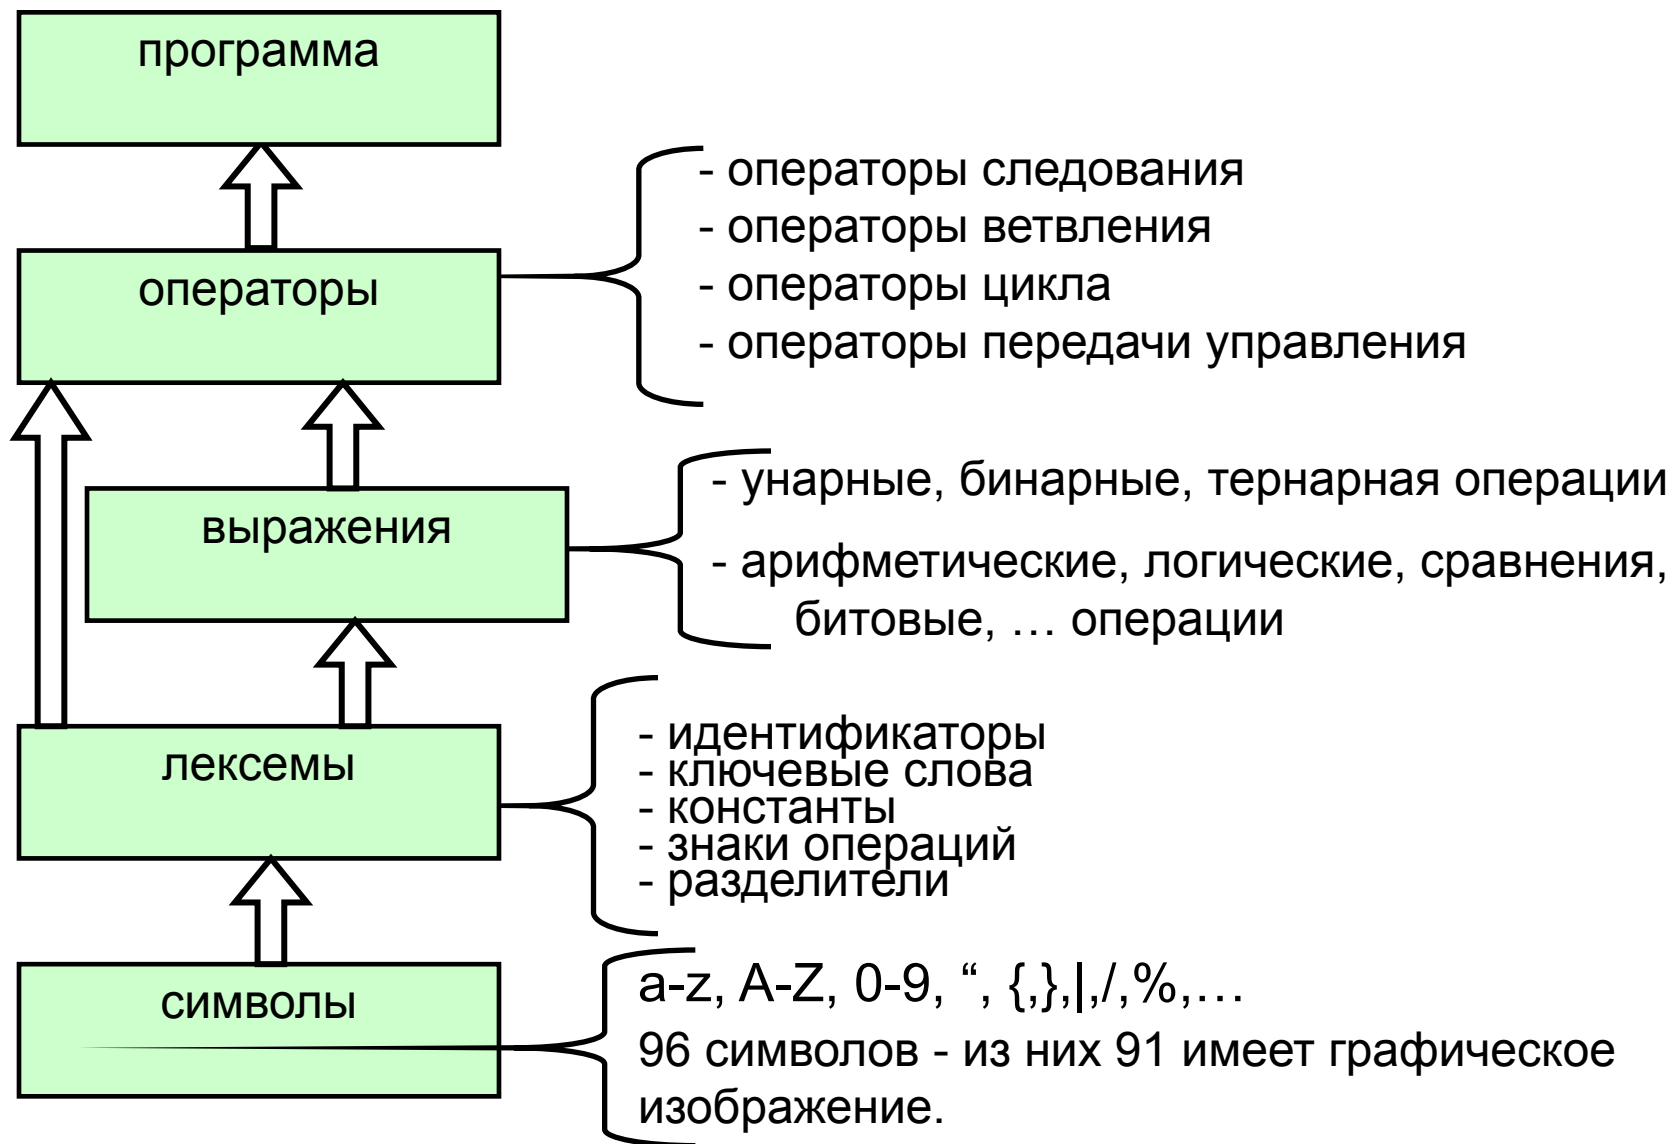 программа
- операторы следования
- операторы ветвления
операторы
- операторы цикла
- операторы передачи управления
- унарные, бинарные, тернарная операции
выражения
- арифметические, логические, сравнения,
битовые, … операции
лексемы
- идентификаторы
- ключевые слова
- константы
- знаки операций
- разделители
символы
a-z, A-Z, 0-9, “, {,},|,/,%,…
96 символов - из них 91 имеет графическое
изображение.